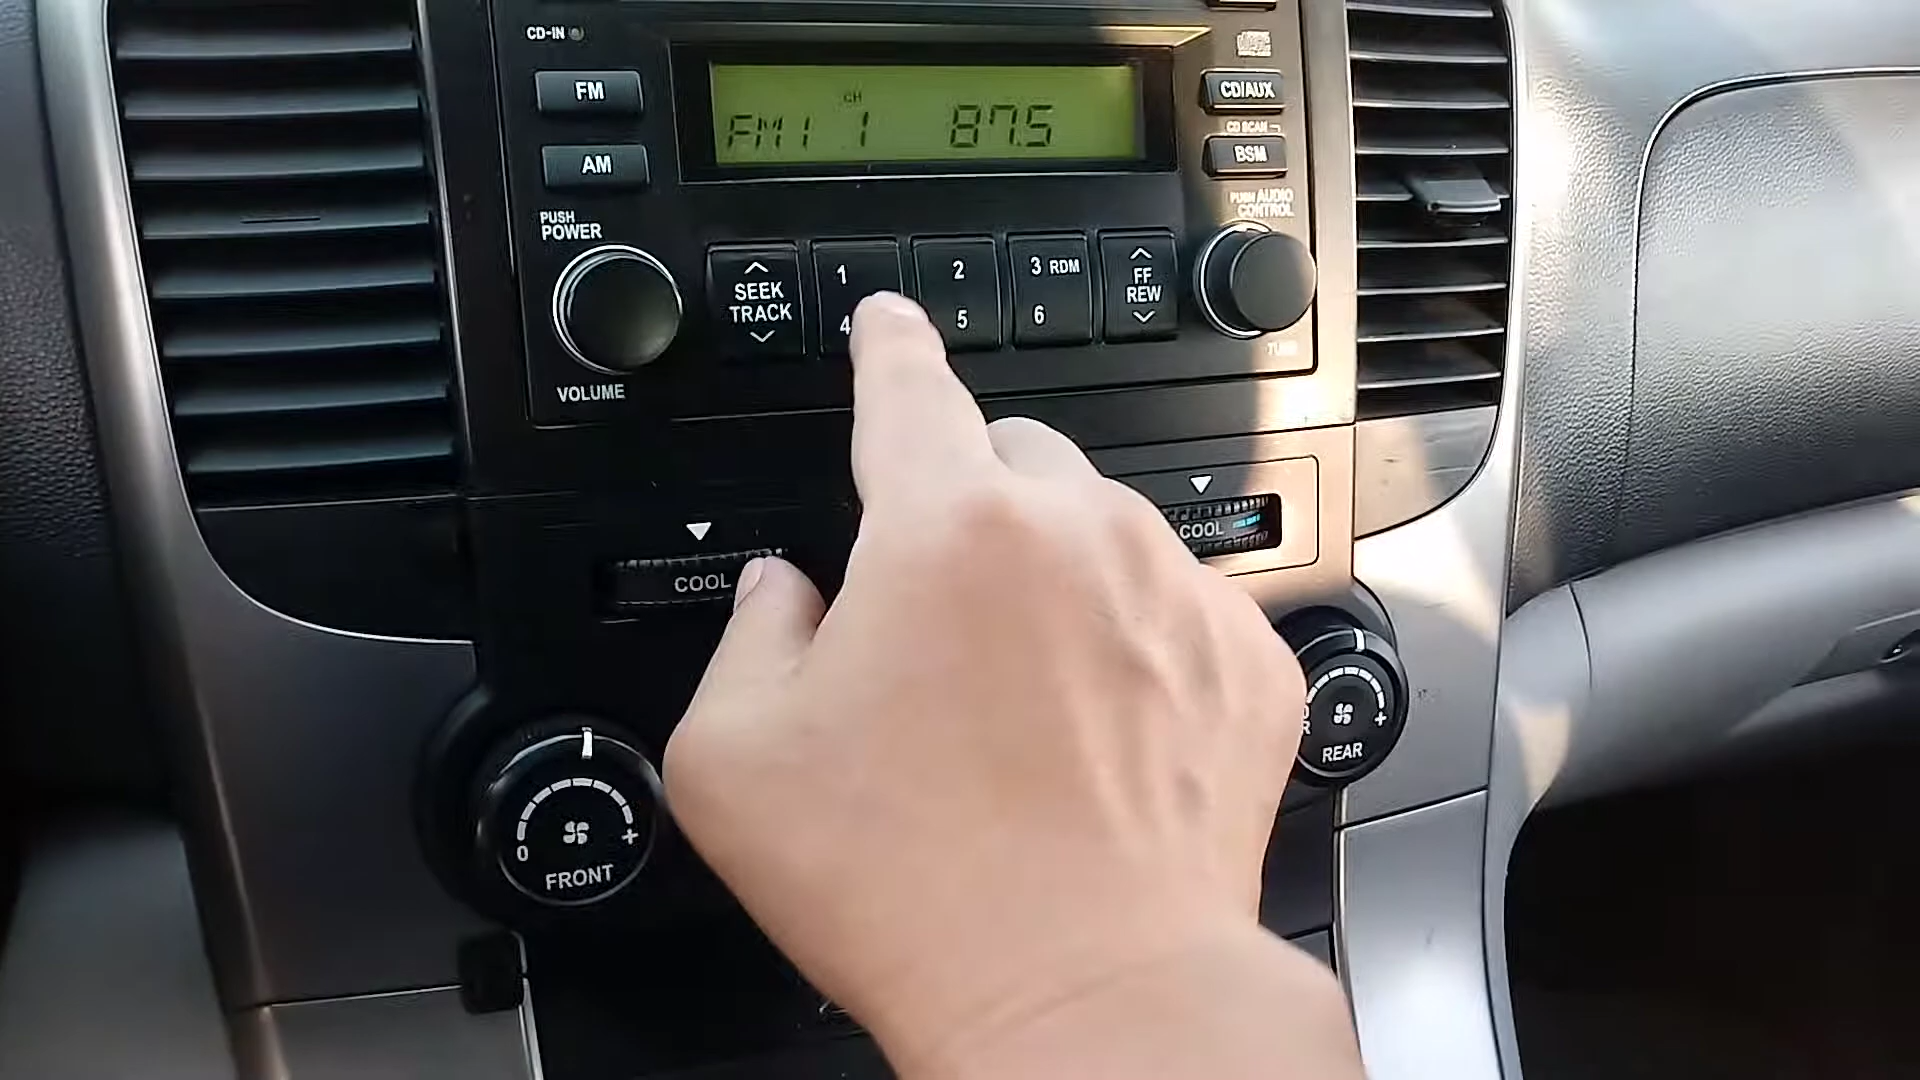 CD-IN
FM
AM
CH
FM1 1 87.5
CD/AUX
CD SCAN
BSM
PUSH
POWER
VOLUME
SEEK
TRACK
1
4
2
5
3 RDM
6
FF
REW
PUSH AUDIO
CONTROL
TUNE
COOL
COOL
0
+
FRONT
+
REAR